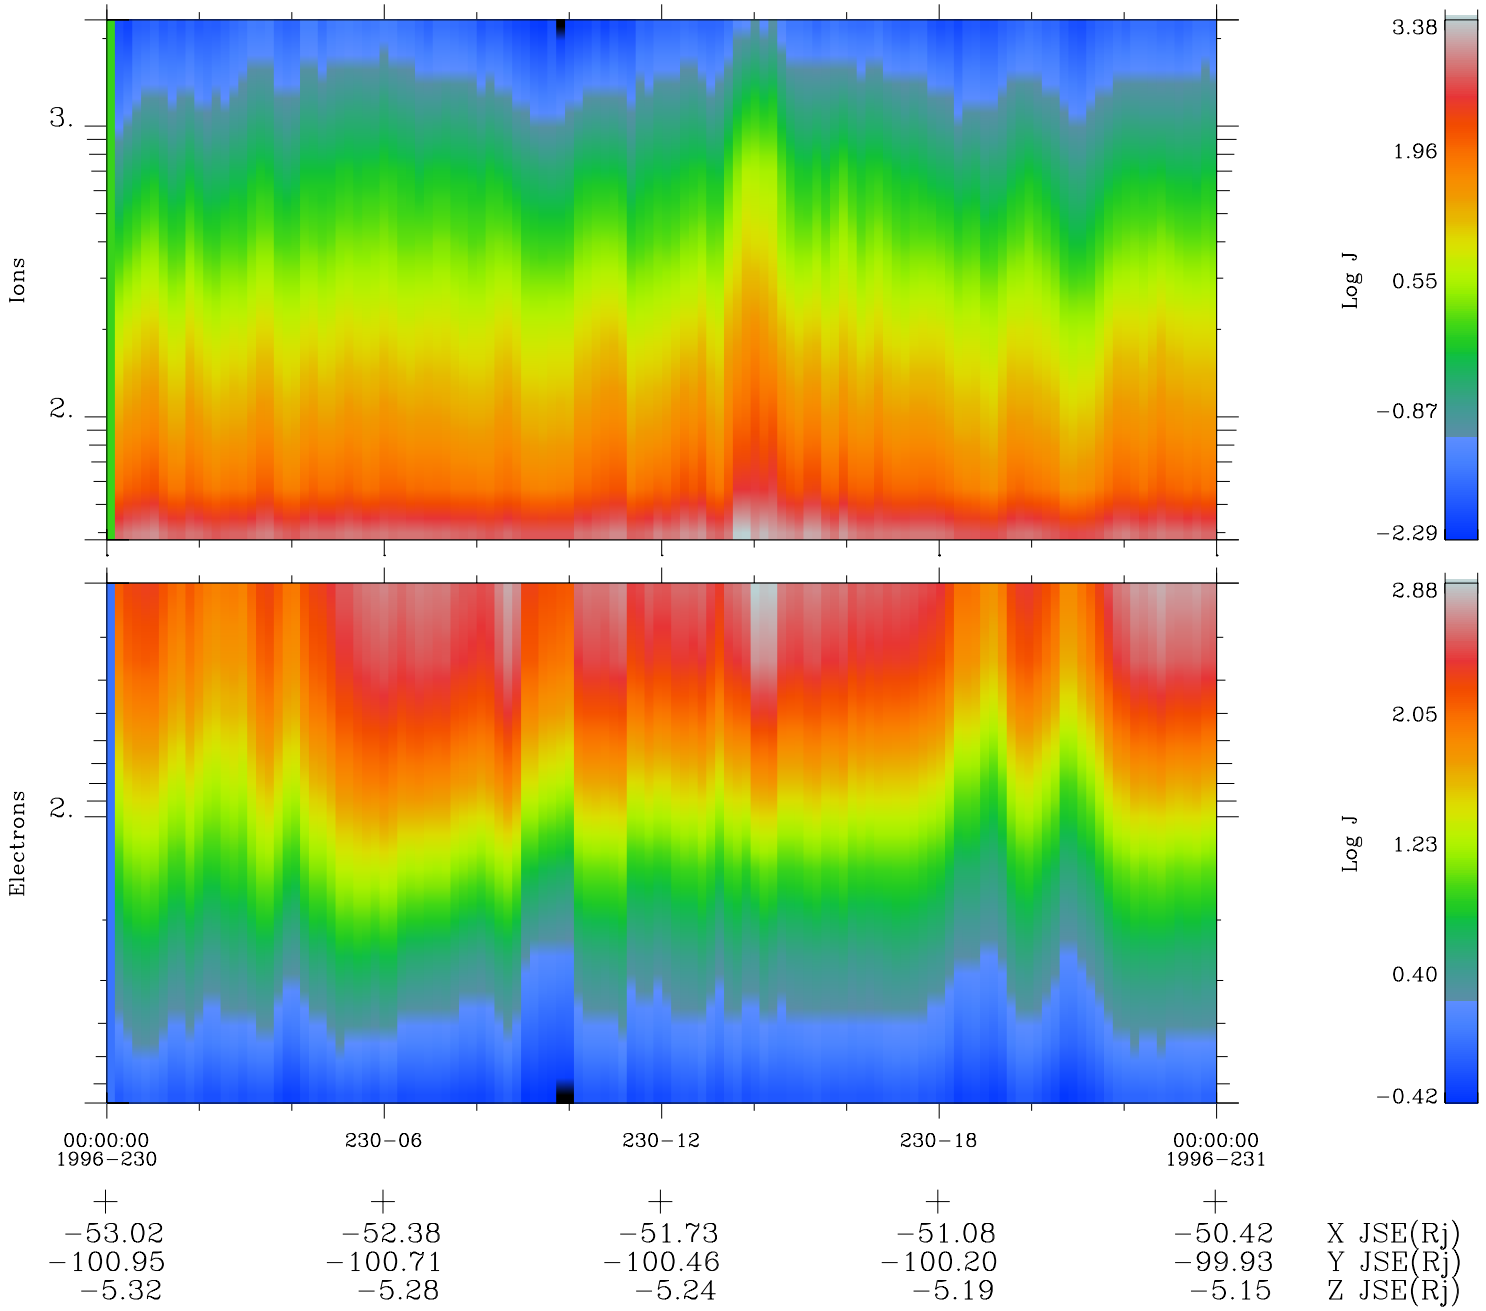 3.38
3.
1.96
Ions
Log J
0.55
2.
−0.87
−2.29
2.88
2.05
2.
Electrons
Log J
1.23
0.40
−0.42
00:00:00 230−06 230−12 230−18 00:00:00
1996−230 1996−231
−53.02 −52.38 −51.73 −51.08 −50.42 X JSE(Rj)
−100.95 −100.71 −100.46 −100.20 −99.93 Y JSE(Rj)
−5.32 −5.28 −5.24 −5.19 −5.15 Z JSE(Rj)